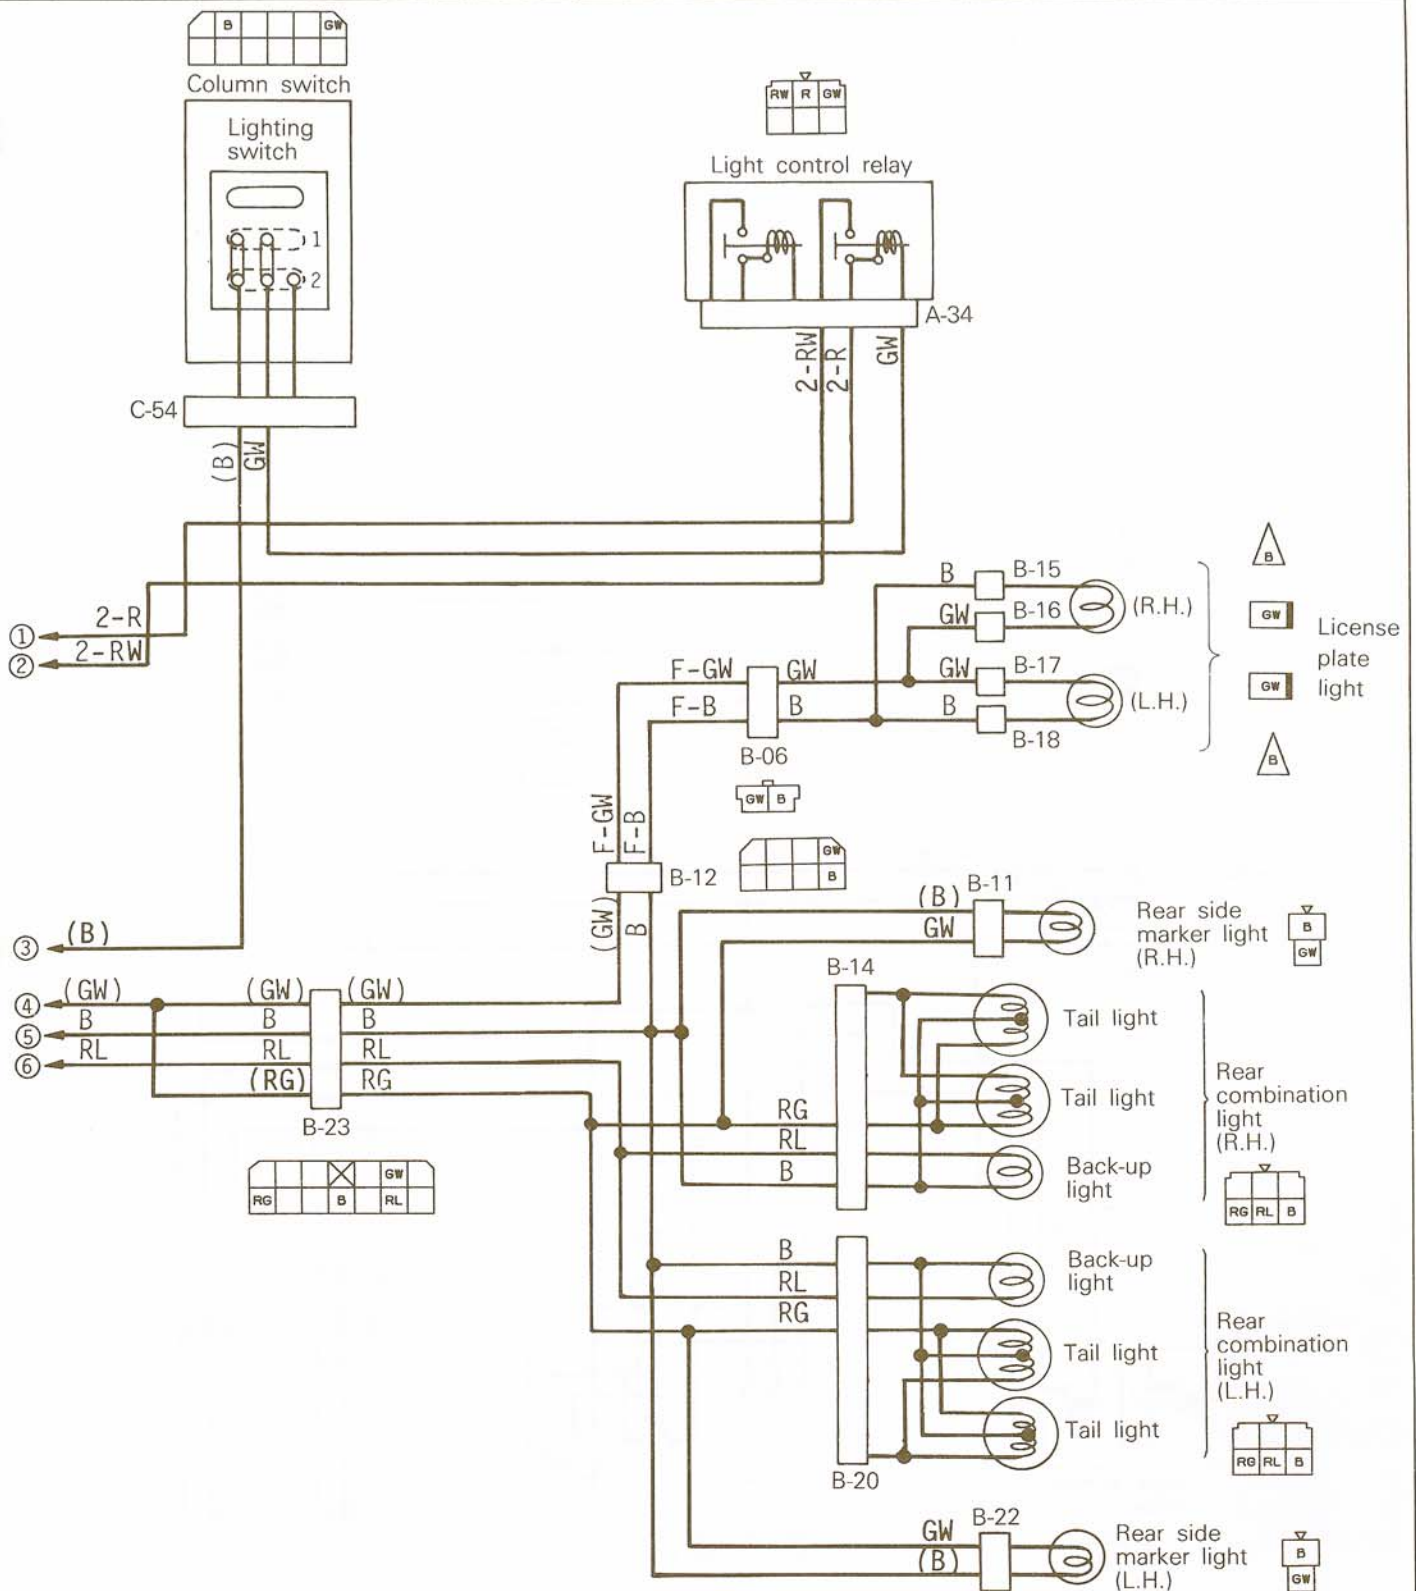 B GW
Column switch
Lighting
switch
1
2
C-54
(B)
GW
RW R GW
Light control relay
A-34
2-RW
2-R
GW
① 2-R
② 2-RW
B B-15
GW B-16
(R.H.)
GW B-17
B
B-18
(L.H.)
B
GW
GW
B
License
plate
light
F-GW GW
F-B B
B-06
GW B
F-GW
F-B
B-12
GW
B
(GW)
B
③ (B)
④ (GW) (GW) (GW)
⑤ B B B
⑥ RL RL RL
(RG) RG
B-23
GW
RG B RL
(B) B-11
GW
Rear side
marker light
(R.H.)
B
GW
B-14
Tail light
Tail light
RG
RL
B
Back-up
light
Rear
combination
light
(R.H.)
RG RL B
B
RL
RG
Back-up
light
Tail light
Tail light
B-20
Rear
combination
light
(L.H.)
RG RL B
B-22
GW
(B)
Rear side
marker light
(L.H.)
B
GW